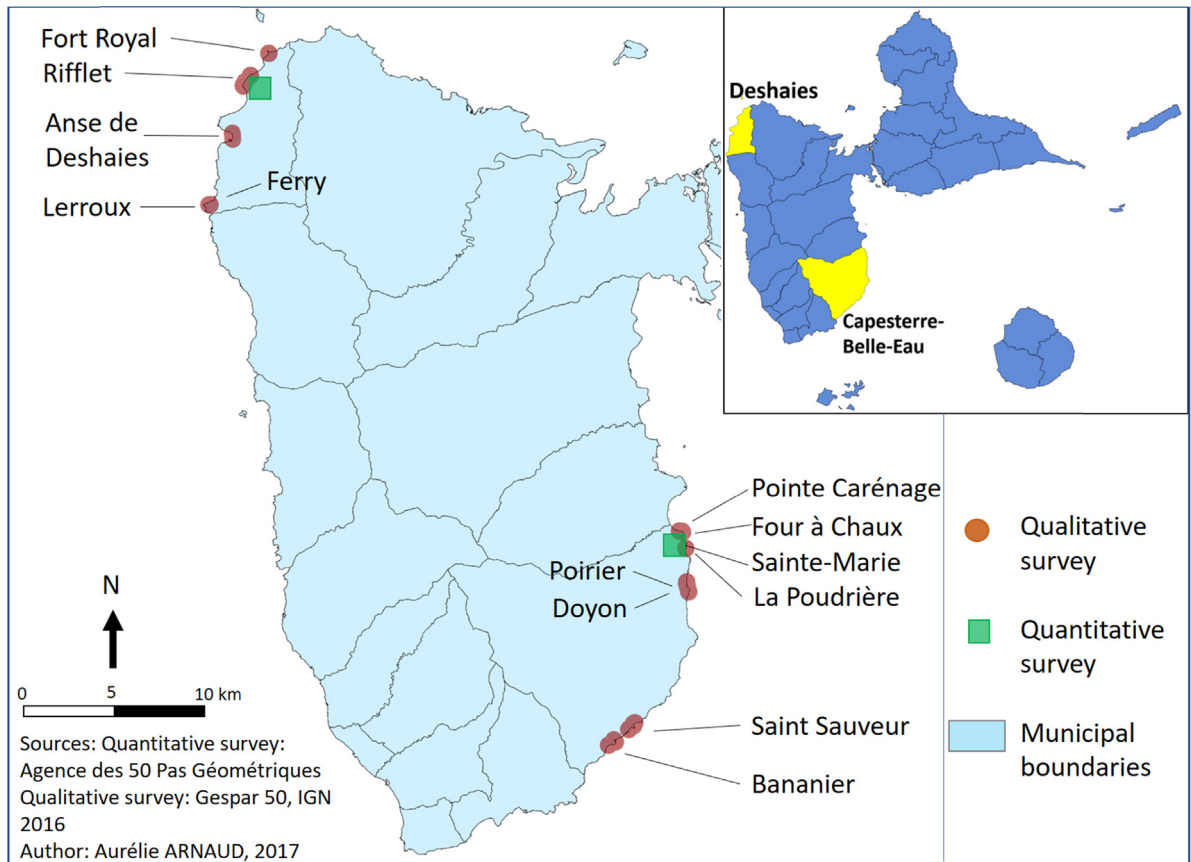 Fort Royal
Rifflet
Anse de
Deshaies
Ferry
Lerroux
Deshaies
Capesterre-
Belle-Eau
Pointe Carénage
Four à Chaux
Sainte-Marie
La Poudrière
Poirier
Doyon
Saint Sauveur
Bananier
Qualitative
survey
Quantitative
survey
Municipal
boundaries
N
0 5 10 km
Sources: Quantitative survey:
Agence des 50 Pas Géométriques
Qualitative survey: Gespar 50, IGN
2016
Author: Aurélie ARNAUD, 2017